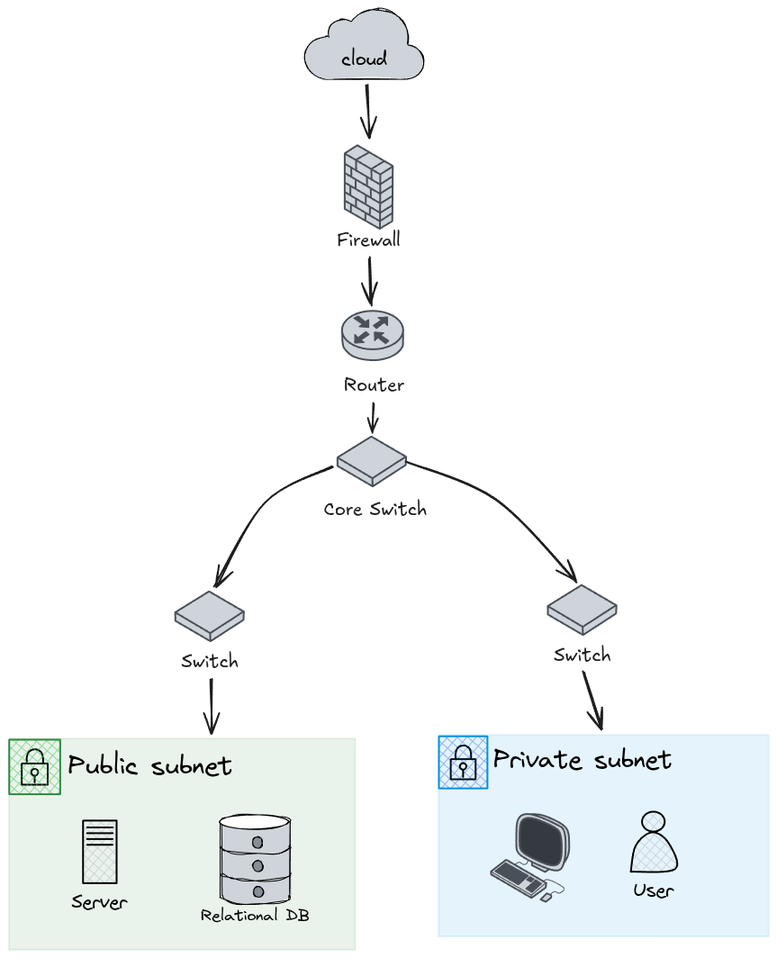 cloud
Firewall
Router
Core Switch
Switch
Switch
Public subnet
Private subnet
Server
Relational DB
User